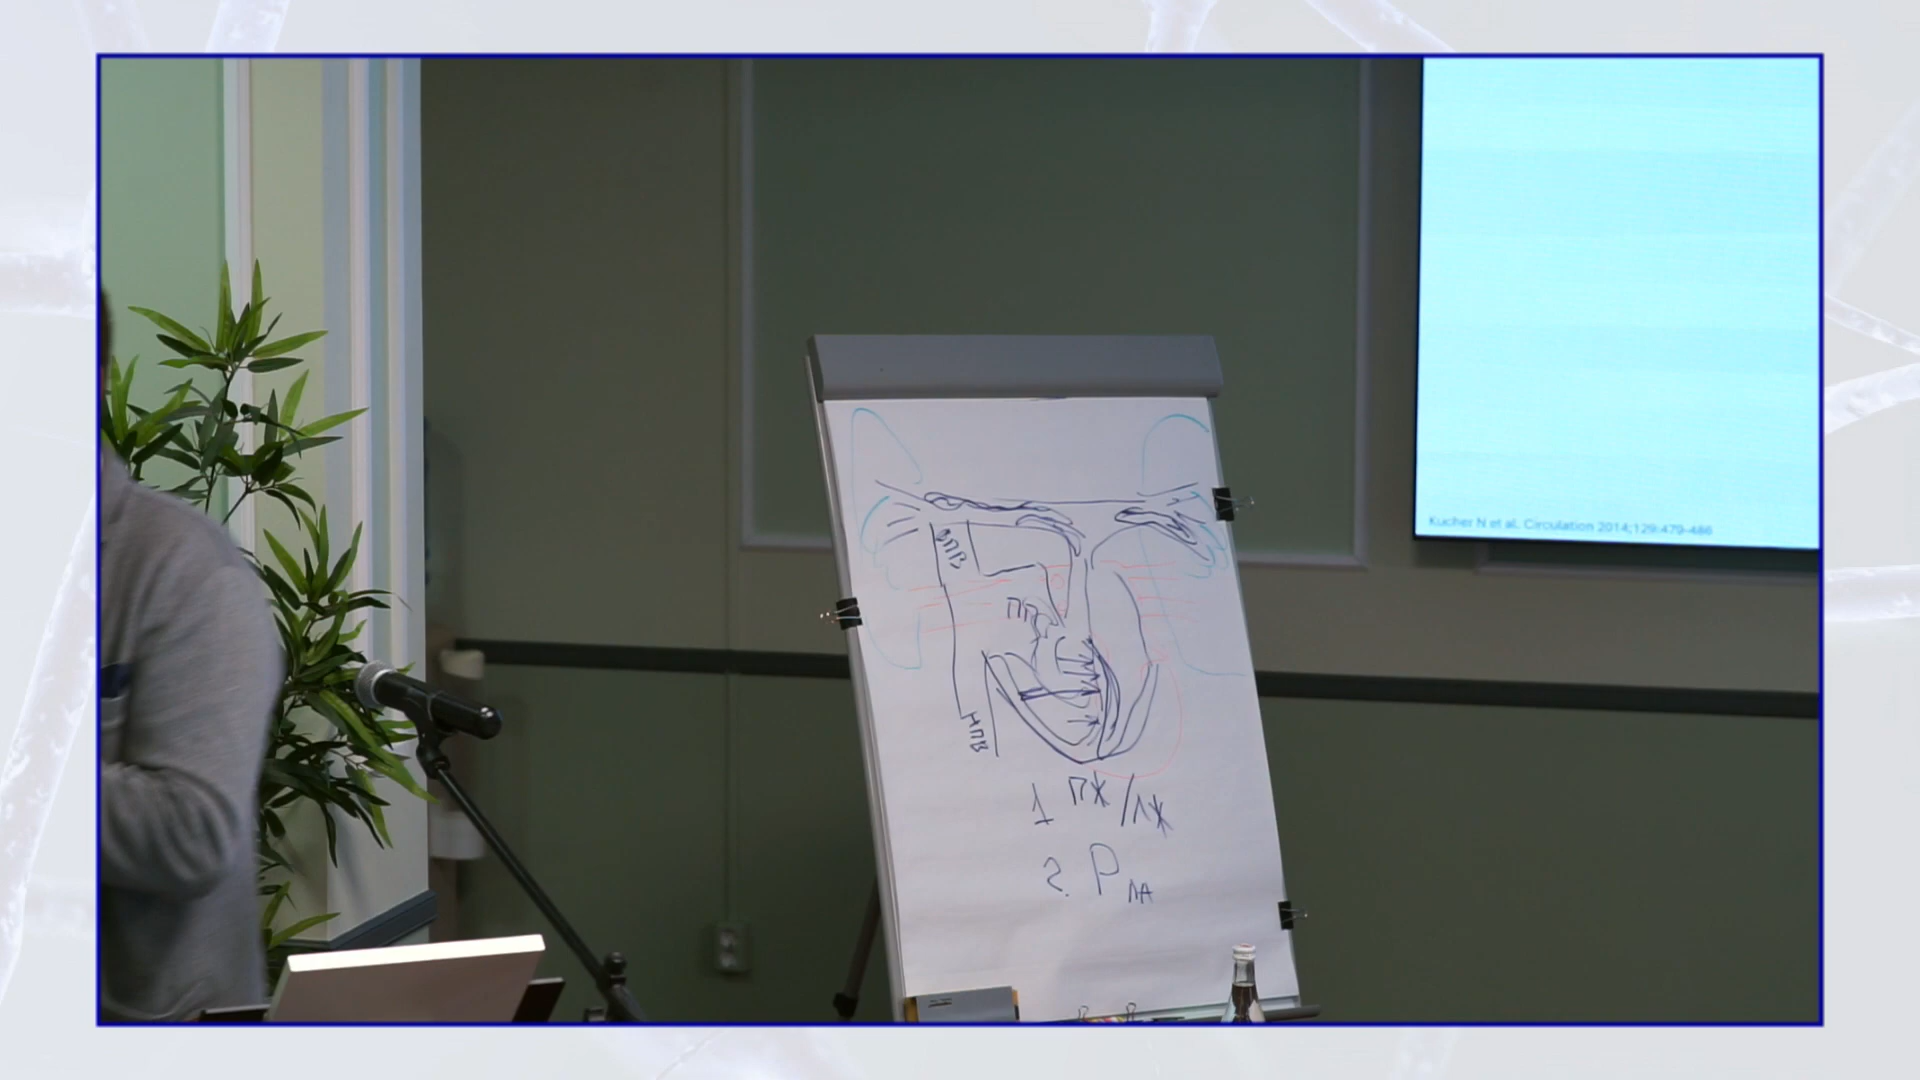 ВПВ
ПП
НПВ
1 ПЖ/ЛЖ
2. Р ЛА
Kucher N et al. Circulation 2014;129:479-486